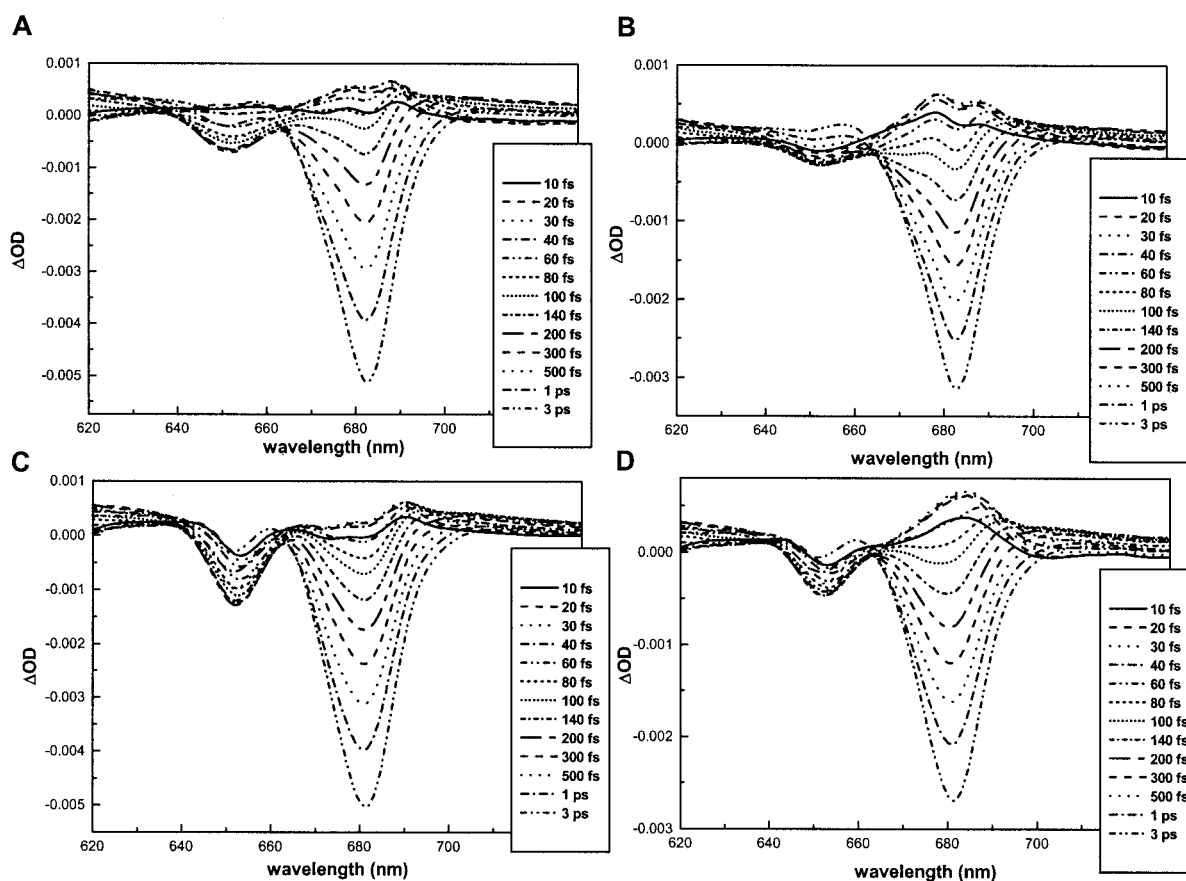 A
0.001
0.000
-0.001
-0.002
-0.003
-0.004
-0.005
ΔOD
620
640
660
680
700
wavelength (nm)
10 fs
20 fs
30 fs
40 fs
60 fs
80 fs
100 fs
140 fs
200 fs
300 fs
500 fs
1 ps
3 ps
B
0.001
0.000
-0.001
-0.002
-0.003
ΔOD
620
640
660
680
700
wavelength (nm)
10 fs
20 fs
30 fs
40 fs
60 fs
80 fs
100 fs
140 fs
200 fs
300 fs
500 fs
1 ps
3 ps
C
0.001
0.000
-0.001
-0.002
-0.003
-0.004
-0.005
ΔOD
620
640
660
680
700
wavelength (nm)
10 fs
20 fs
30 fs
40 fs
60 fs
80 fs
100 fs
140 fs
200 fs
300 fs
500 fs
1 ps
3 ps
D
0.000
-0.001
-0.002
-0.003
ΔOD
620
640
660
680
700
wavelength (nm)
10 fs
20 fs
30 fs
40 fs
60 fs
80 fs
100 fs
140 fs
200 fs
300 fs
500 fs
1 ps
3 ps